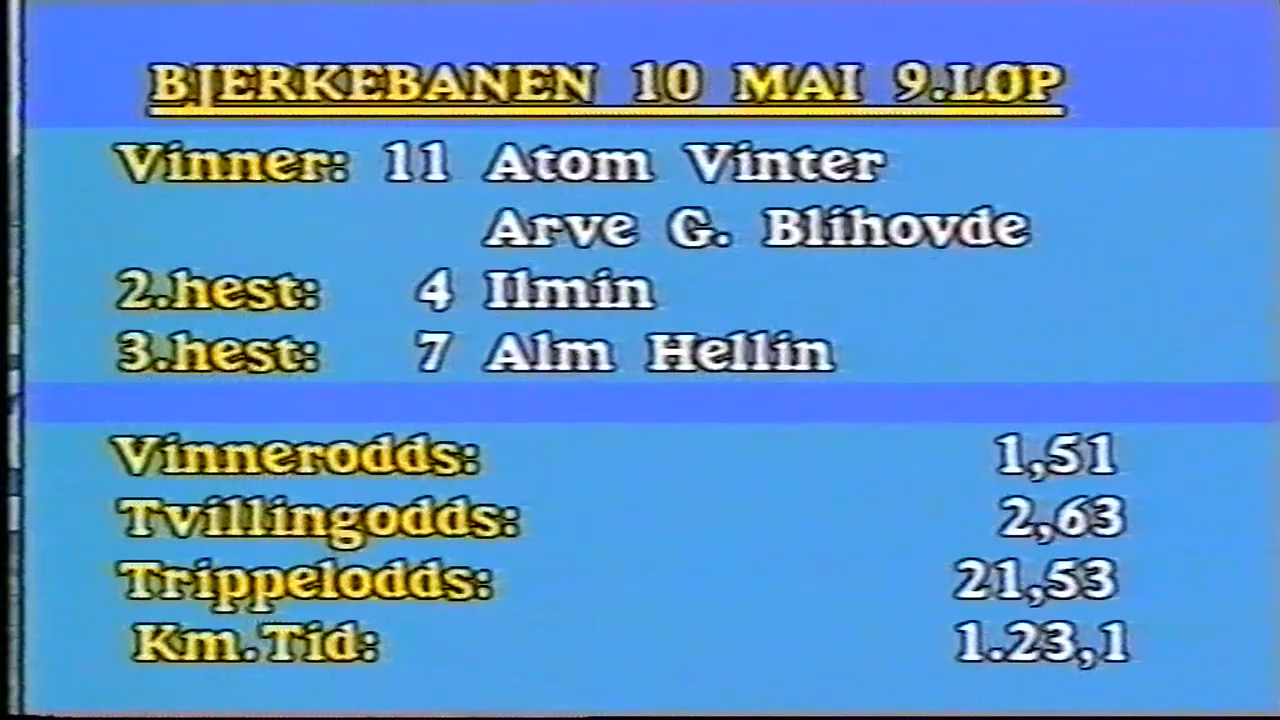 BJERKEBANEN 10 MAI 9.LØP
Vinner: 11 Atom Vinter
Arve G. Blihovde
2.hest: 4 Ilmin
3.hest: 7 Alm Hellin
Vinnerodds: 1,51
Tvillingodds: 2,63
Trippelodds: 21,53
Km.Tid: 1.23,1